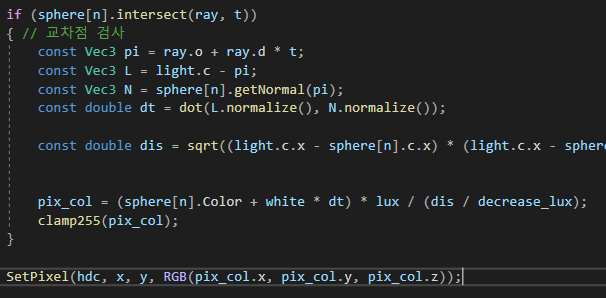 if (sphere[n].intersect(ray, t))
{ // 교차점 검사
const Vec3 pi = ray.o + ray.d * t;
const Vec3 L = light.c - pi;
const Vec3 N = sphere[n].getNormal(pi);
const double dt = dot(L.normalize(), N.normalize());
const double dis = sqrt((light.c.x - sphere[n].c.x) * (light.c.x - spher
pix_col = (sphere[n].Color + white * dt) * lux / (dis / decrease_lux);
clamp255(pix_col);
}
SetPixel(hdc, x, y, RGB(pix_col.x, pix_col.y, pix_col.z));